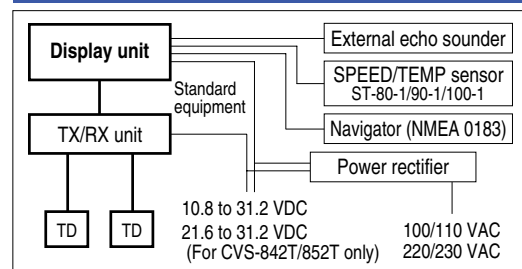 Display unit
External echo sounder
SPEED/TEMP sensor
ST-80-1/90-1/100-1
Standard
equipment
TX/RX unit
Navigator (NMEA 0183)
Power rectifier
TD
TD
10.8 to 31.2 VDC
21.6 to 31.2 VDC
(For CVS-842T/852T only)
100/110 VAC
220/230 VAC